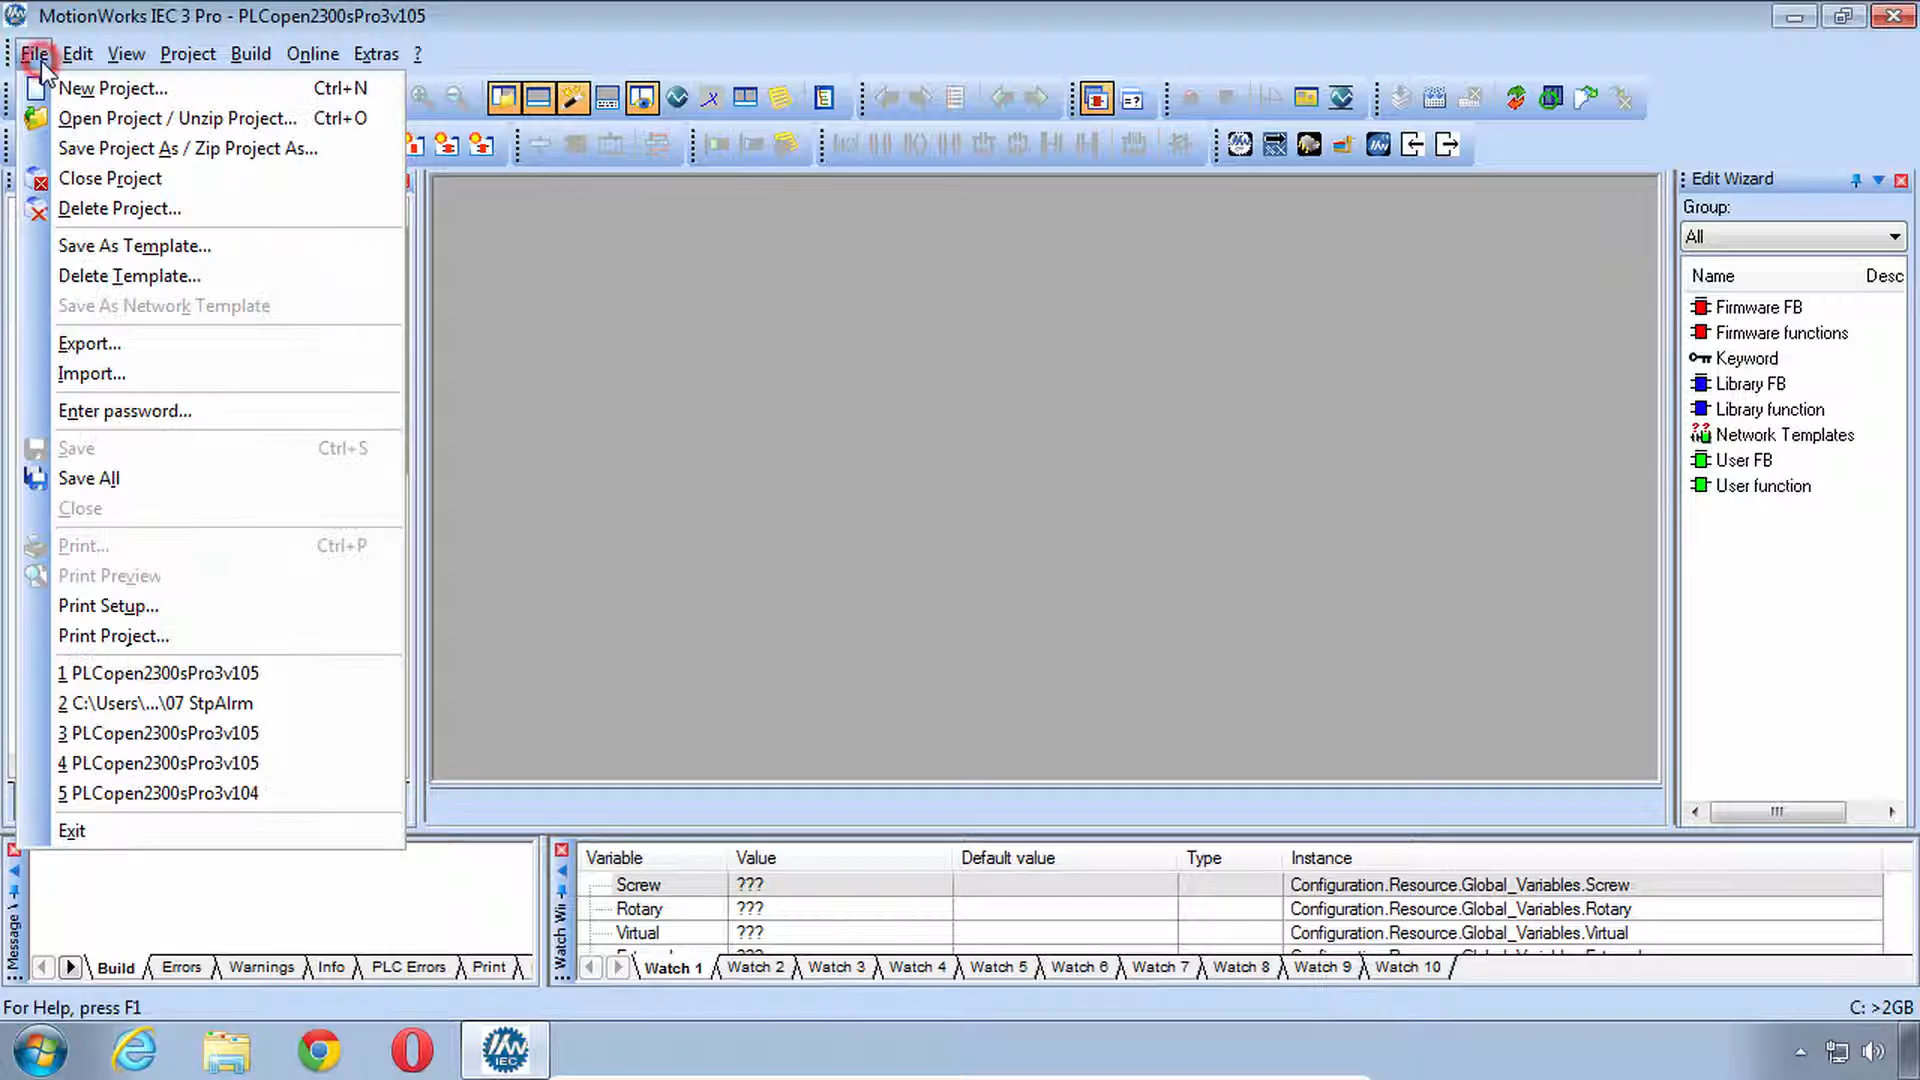 MotionWorks IEC 3 Pro - PLCopen2300sPro3v105
File Edit View Project Build Online Extras ?
New Project... Ctrl+N
Open Project / Unzip Project... Ctrl+O
Save Project As / Zip Project As...
Close Project
Delete Project...
Save As Template...
Delete Template...
Save As Network Template
Export...
Import...
Enter password...
Save Ctrl+S
Save All
Close
Print... Ctrl+P
Print Preview
Print Setup...
Print Project...
1 PLCopen2300sPro3v105
2 C:\Users\...\07 StpAlrm
3 PLCopen2300sPro3v105
4 PLCopen2300sPro3v105
5 PLCopen2300sPro3v104
Exit
Edit Wizard
Group:
All
Name Desc
Firmware FB
Firmware functions
Keyword
Library FB
Library function
Network Templates
User FB
User function
Message \
Build Errors Warnings Info PLC Errors Print
Watch Wi
Variable Value Default value Type Instance
Screw ??? Configuration.Resource.Global_Variables.Screw
Rotary ??? Configuration.Resource.Global_Variables.Rotary
Virtual ??? Configuration.Resource.Global_Variables.Virtual
Watch 1 Watch 2 Watch 3 Watch 4 Watch 5 Watch 6 Watch 7 Watch 8 Watch 9 Watch 10
For Help, press F1
C: >2GB
IEC